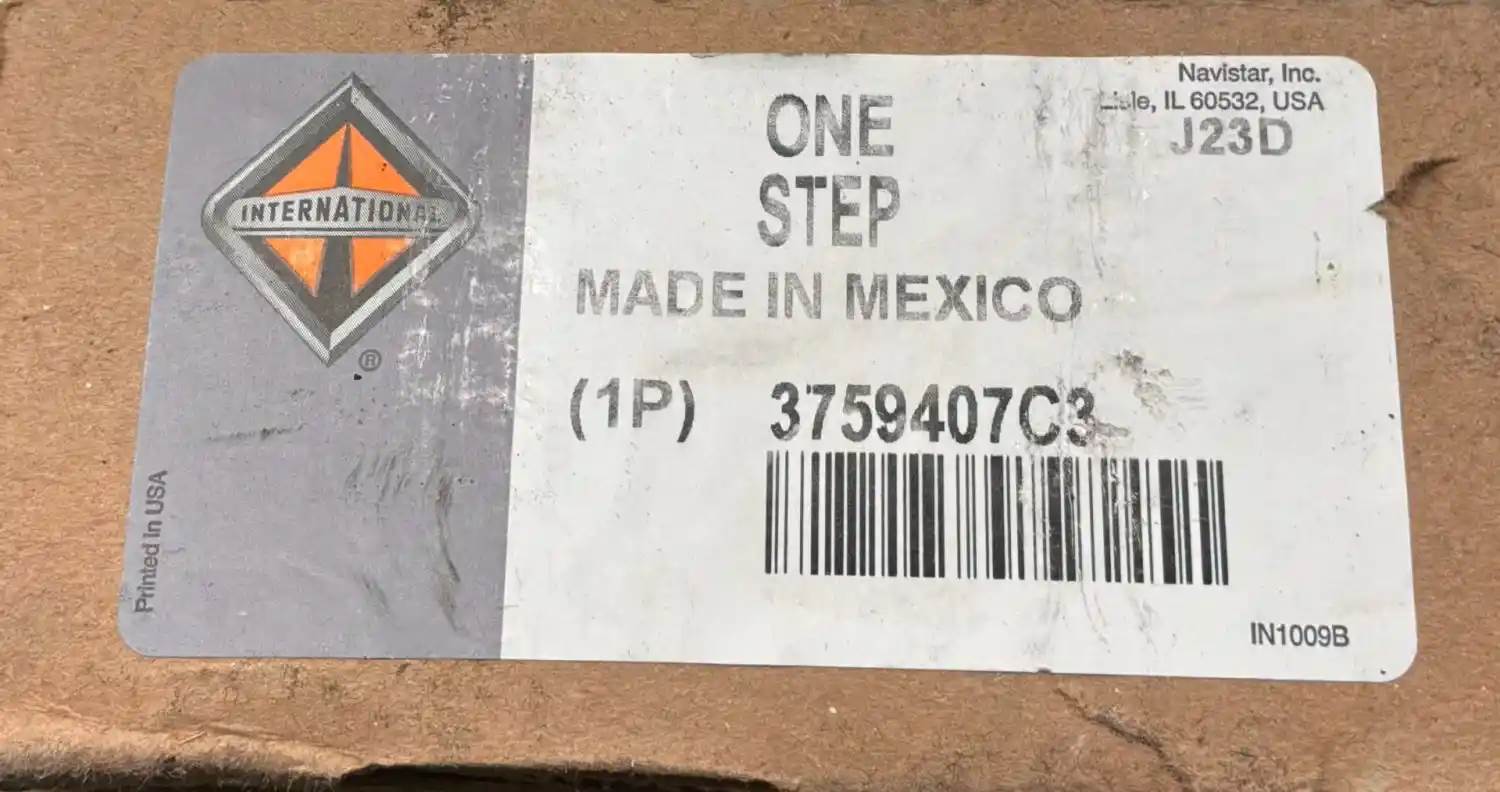 INTERNATIONAL
®
Printed In USA
ONE
STEP
MADE IN MEXICO
(1P) 3759407C3
Navistar, Inc.
Lisle, IL 60532, USA
J23D
IN1009B